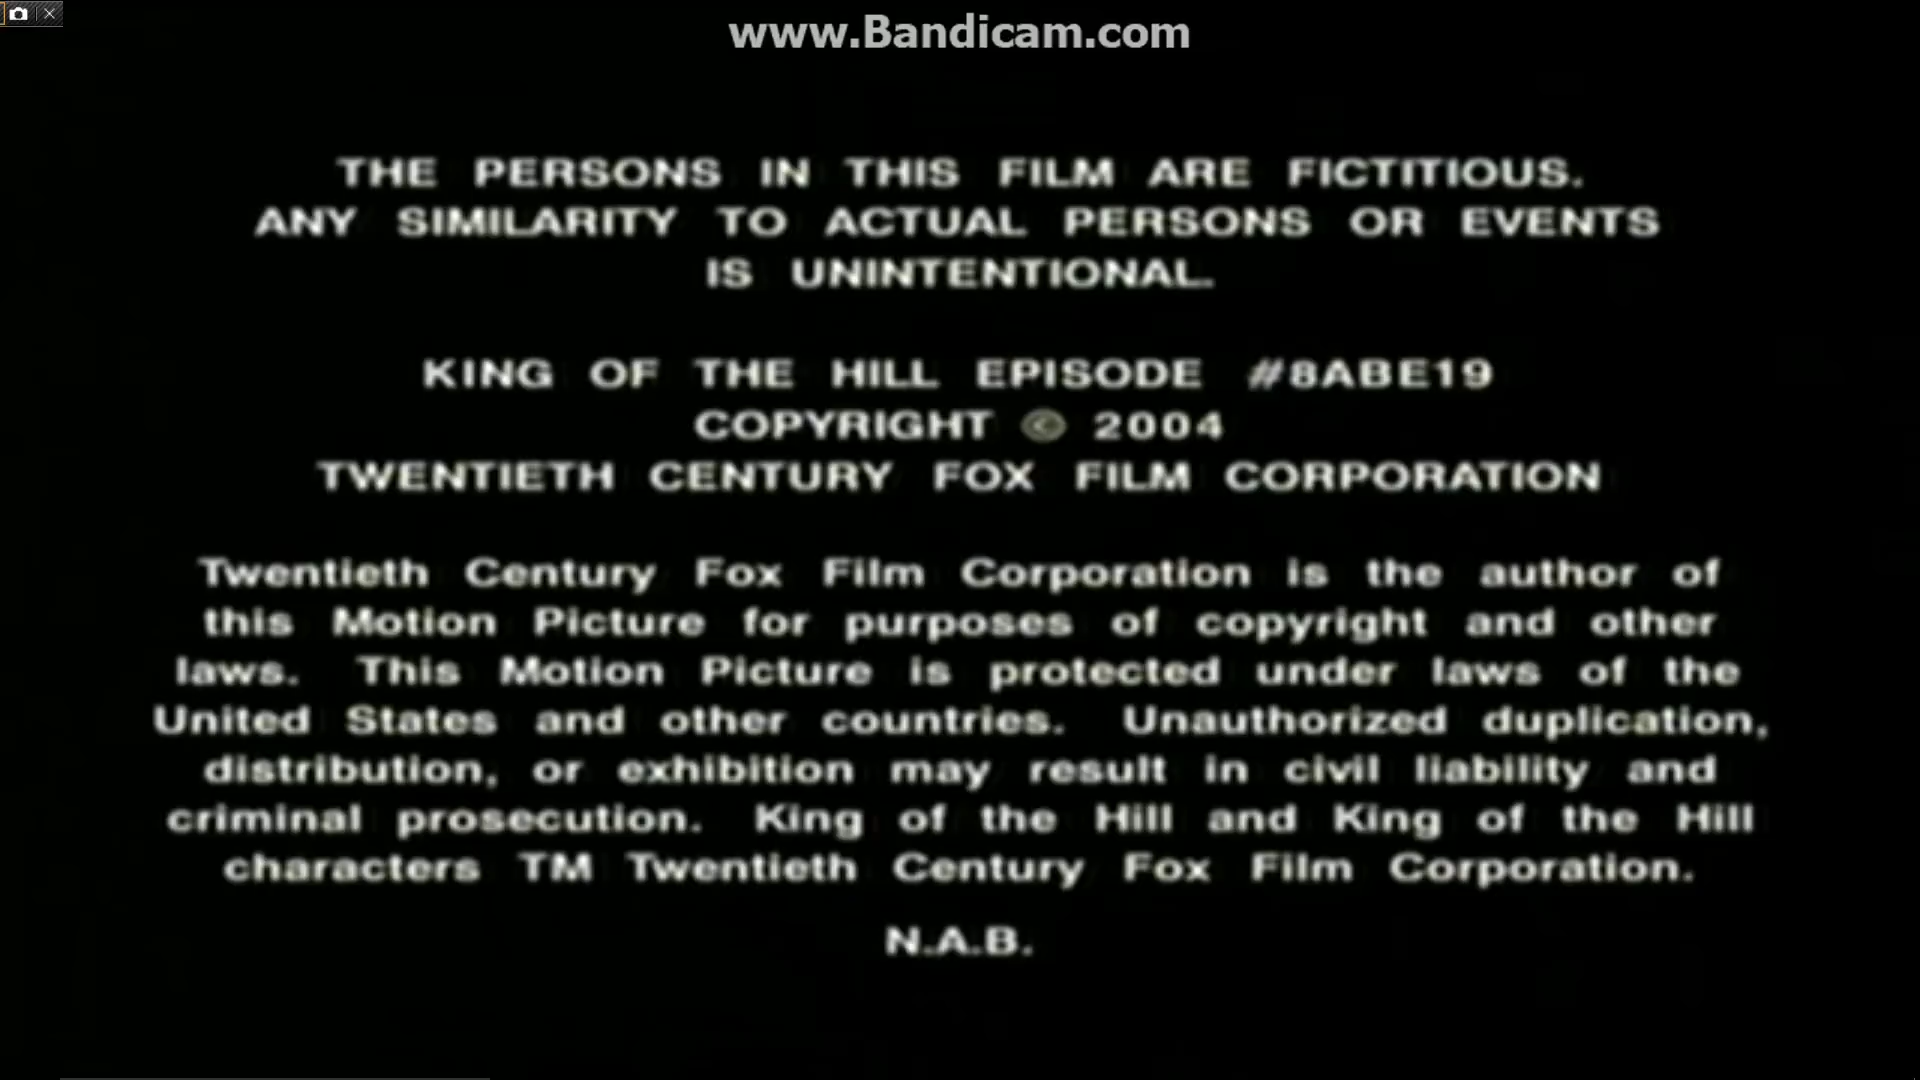 www.Bandicam.com
THE PERSONS IN THIS FILM ARE FICTITIOUS.
ANY SIMILARITY TO ACTUAL PERSONS OR EVENTS
IS UNINTENTIONAL.
KING OF THE HILL EPISODE #8ABE19
COPYRIGHT © 2004
TWENTIETH CENTURY FOX FILM CORPORATION
Twentieth Century Fox Film Corporation is the author of
this Motion Picture for purposes of copyright and other
laws. This Motion Picture is protected under laws of the
United States and other countries. Unauthorized duplication,
distribution, or exhibition may result in civil liability and
criminal prosecution. King of the Hill and King of the Hill
characters TM Twentieth Century Fox Film Corporation.
N.A.B.